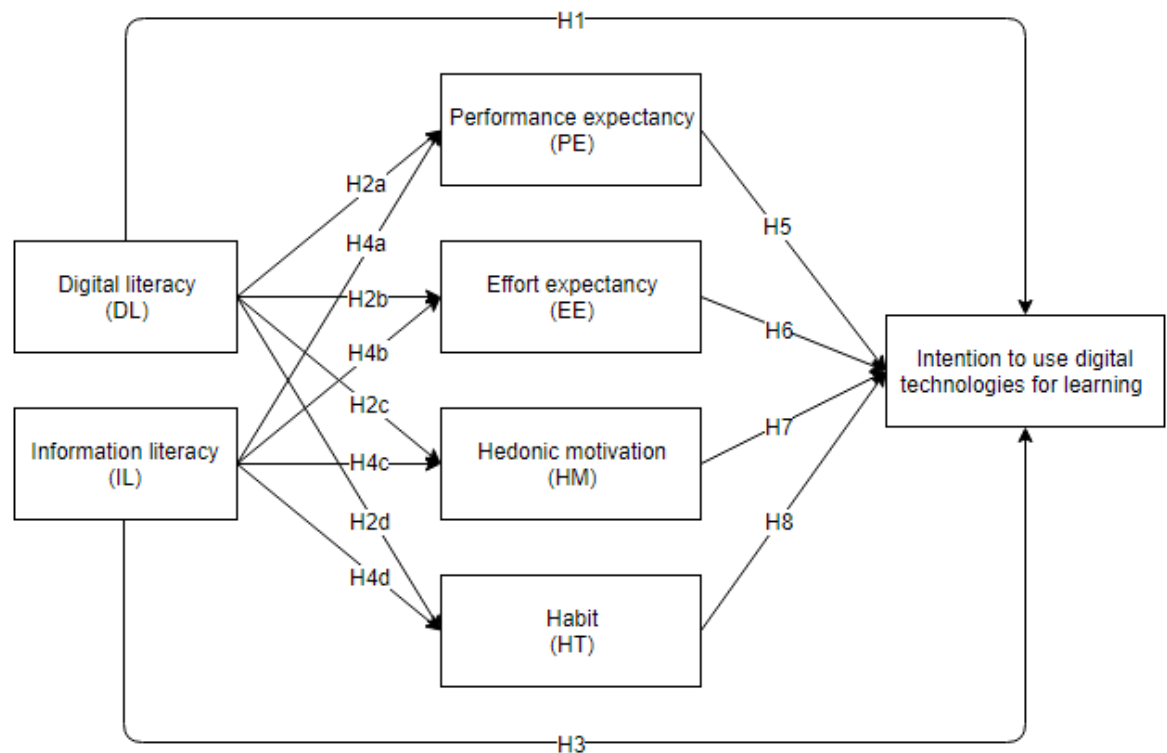 H1
Performance expectancy
(PE)
H2a
H5
H4a
Digital literacy
(DL)
Effort expectancy
(EE)
H2b
H6
H4b
Intention to use digital
technologies for learning
H2c
H7
Information literacy
(IL)
Hedonic motivation
(HM)
H4c
H2d
H8
H4d
Habit
(HT)
H3